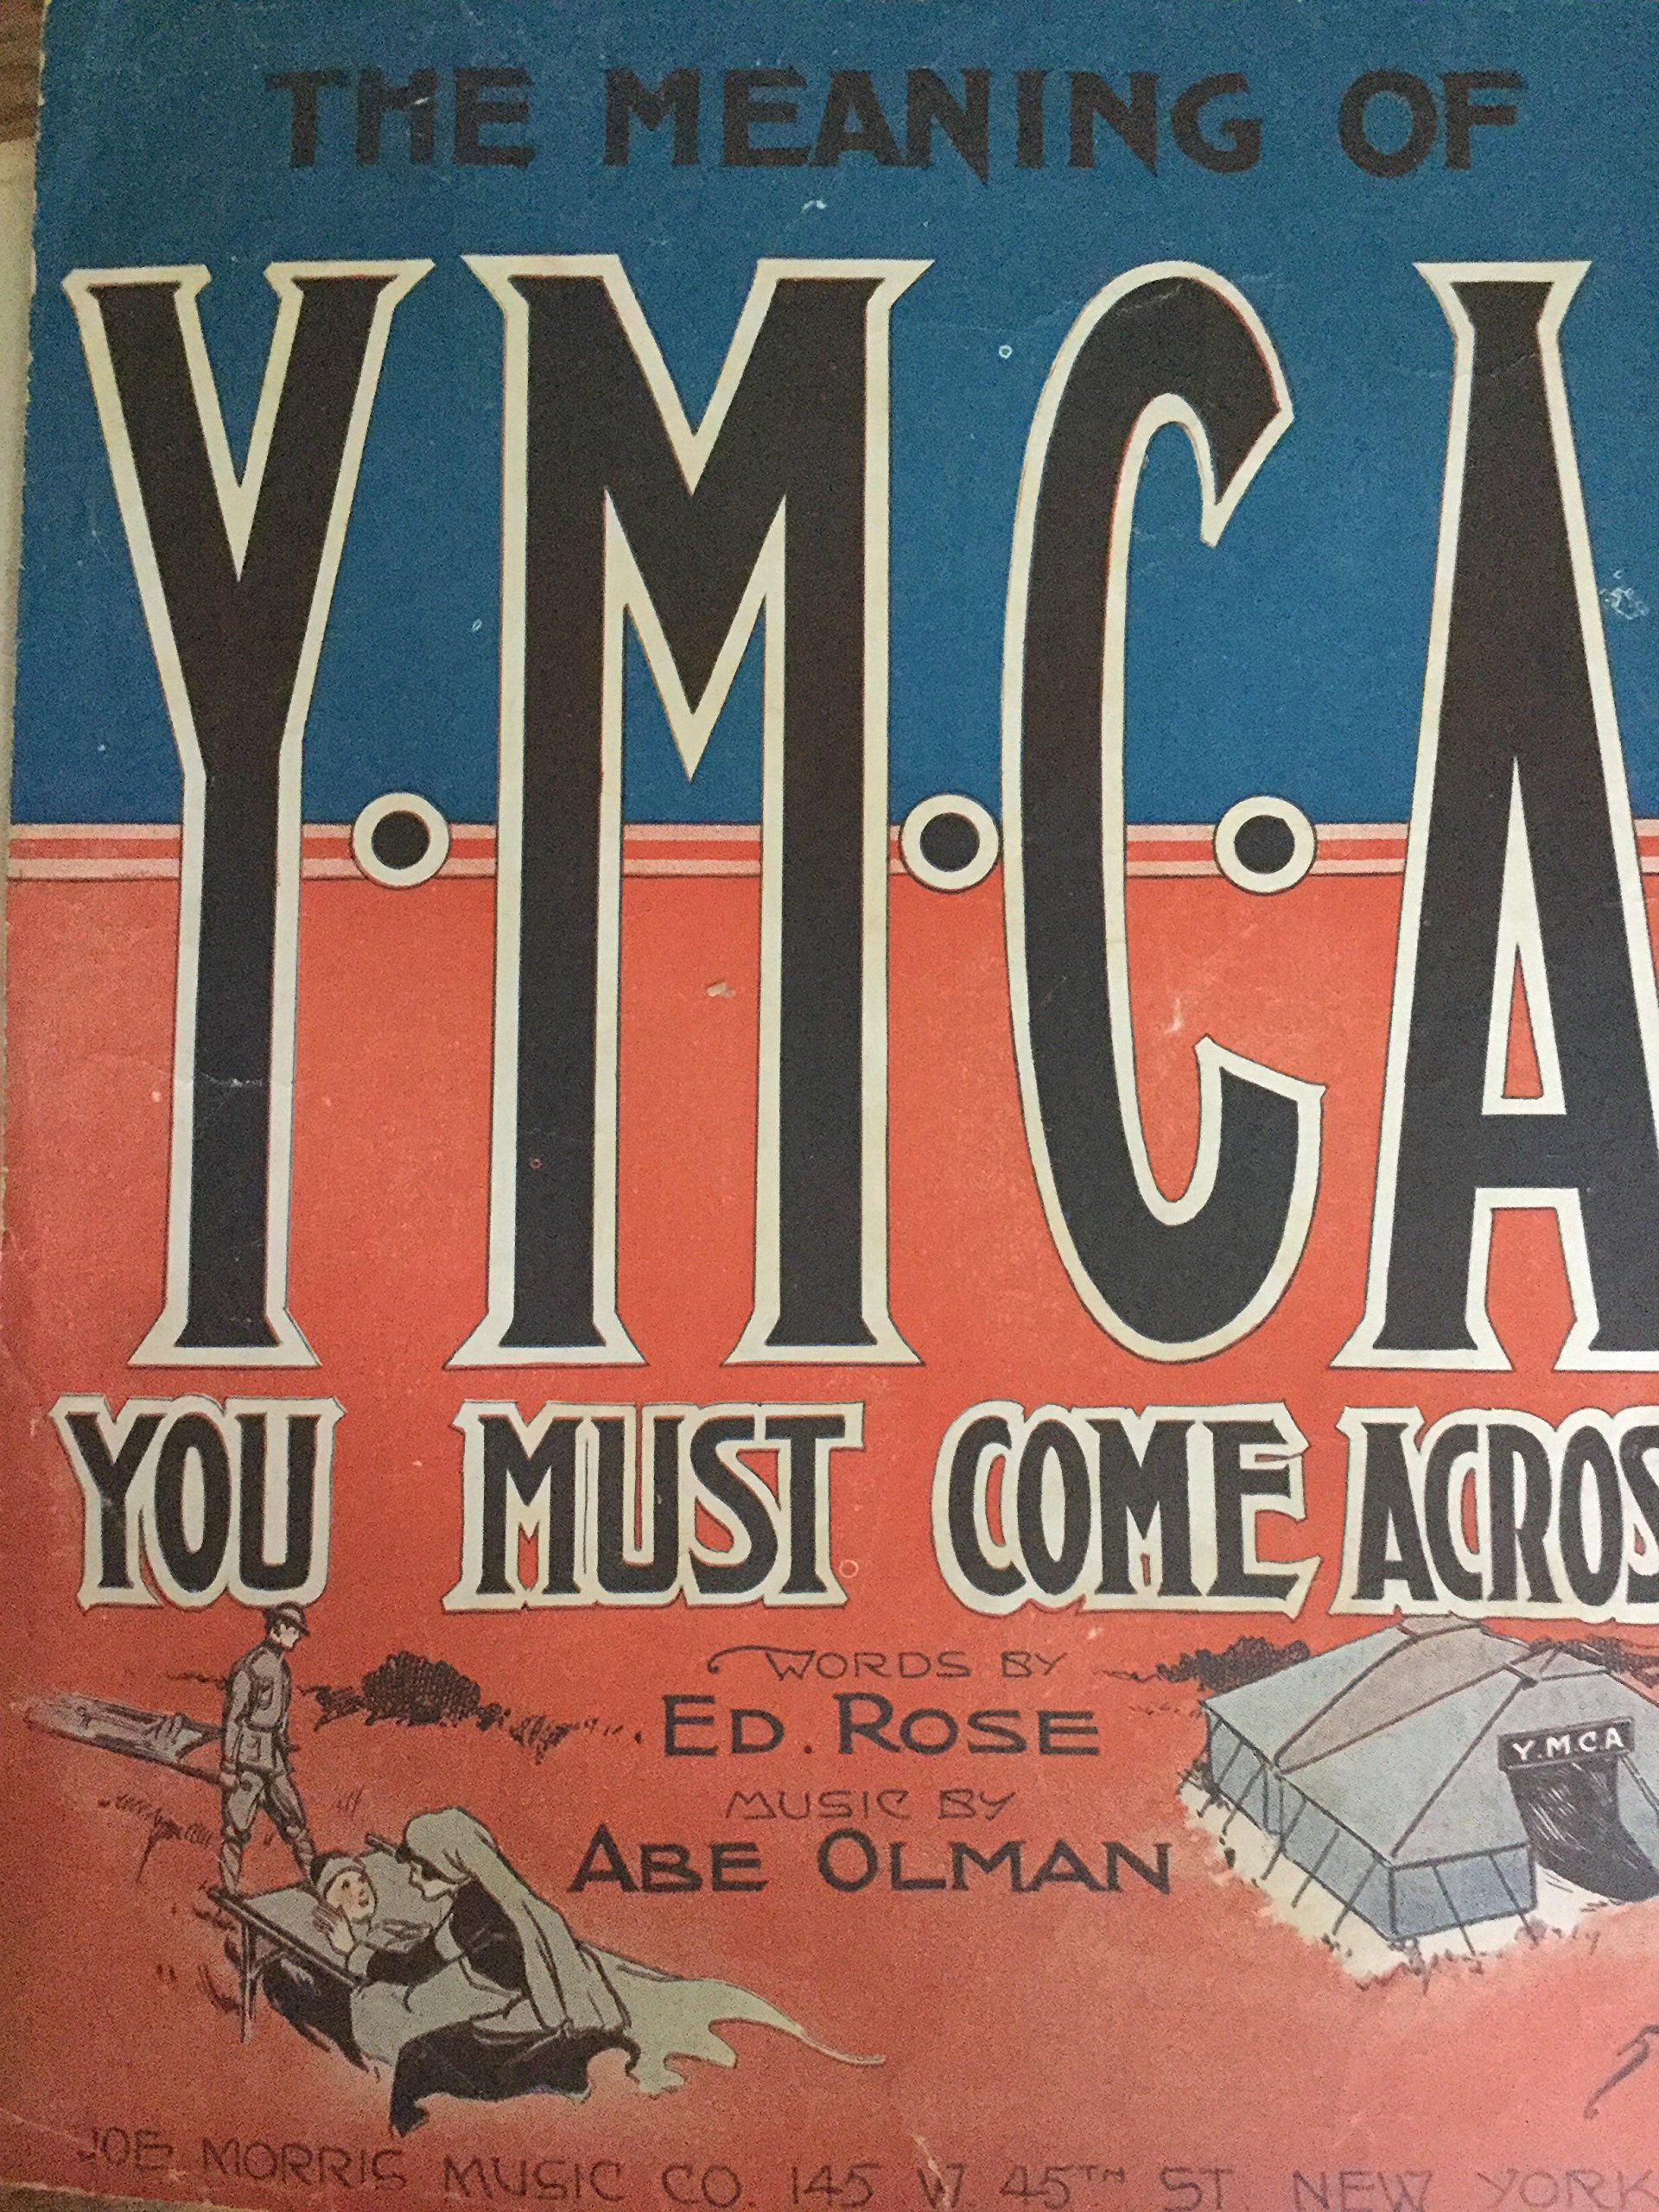 THE MEANING OF
Y.M.C.A
YOU MUST COME ACROS
WORDS BY
ED. ROSE
MUSIC BY
ABE OLMAN
Y.M.C.A
JOE MORRIS MUSIC CO. 145 W 45TH ST. NEW YORK